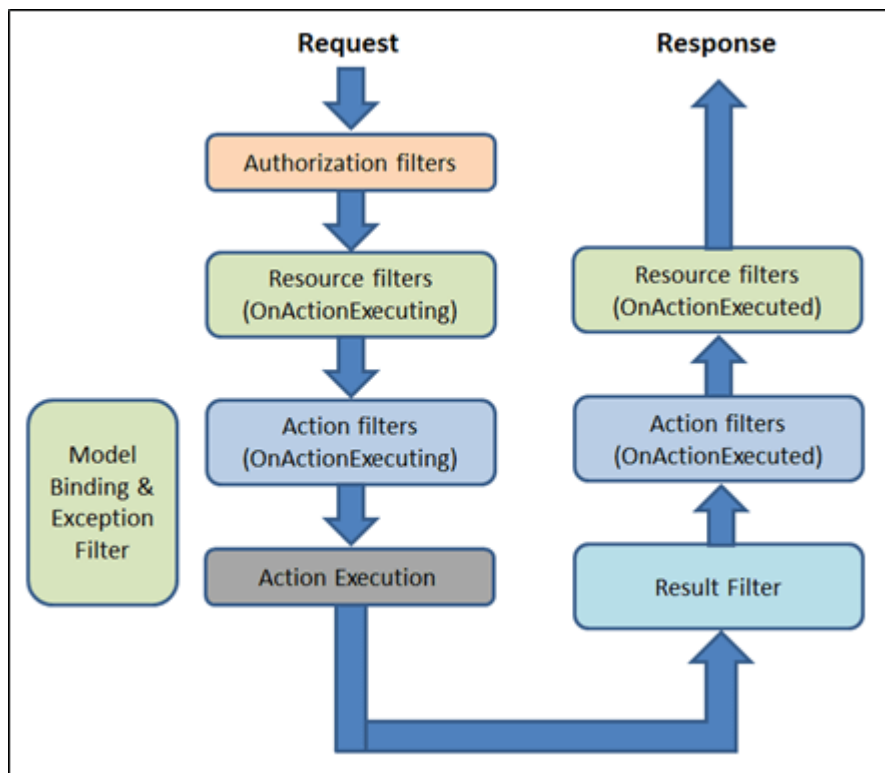 Request
Response
Authorization filters
Resource filters
(OnActionExecuting)
Resource filters
(OnActionExecuted)
Model
Binding &
Exception
Filter
Action filters
(OnActionExecuting)
Action filters
(OnActionExecuted)
Action Execution
Result Filter